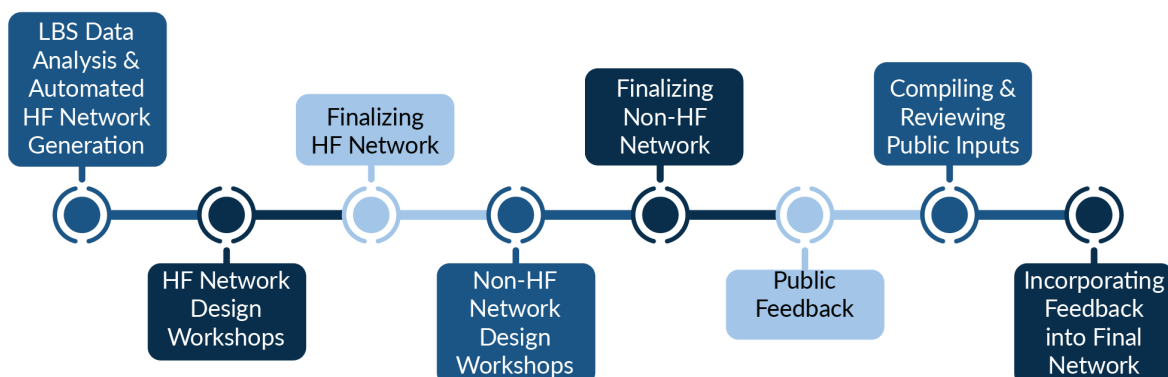 LBS Data
Analysis &
Automated
HF Network
Generation
HF Network
Design
Workshops
Finalizing
HF Network
Non-HF
Network
Design
Workshops
Finalizing
Non-HF
Network
Public
Feedback
Compiling &
Reviewing
Public Inputs
Incorporating
Feedback
into Final
Network